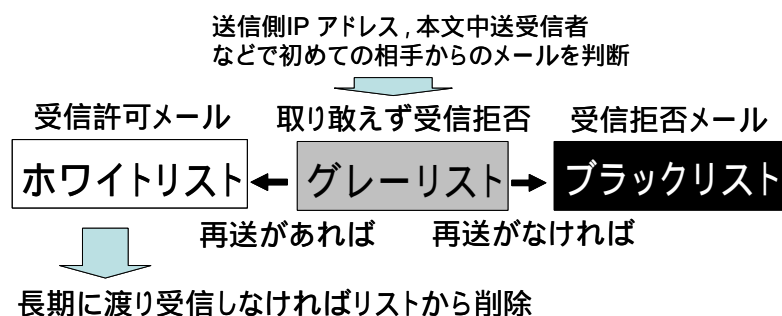 送信側IP アドレス , 本文中送受信者
などで初めての相手からのメールを判断
受信許可メール
取り敢えず受信拒否
受信拒否メール
ホワイトリスト
グレーリスト
ブラックリスト
再送があれば
再送がなければ
長期に渡り受信しなければリストから削除